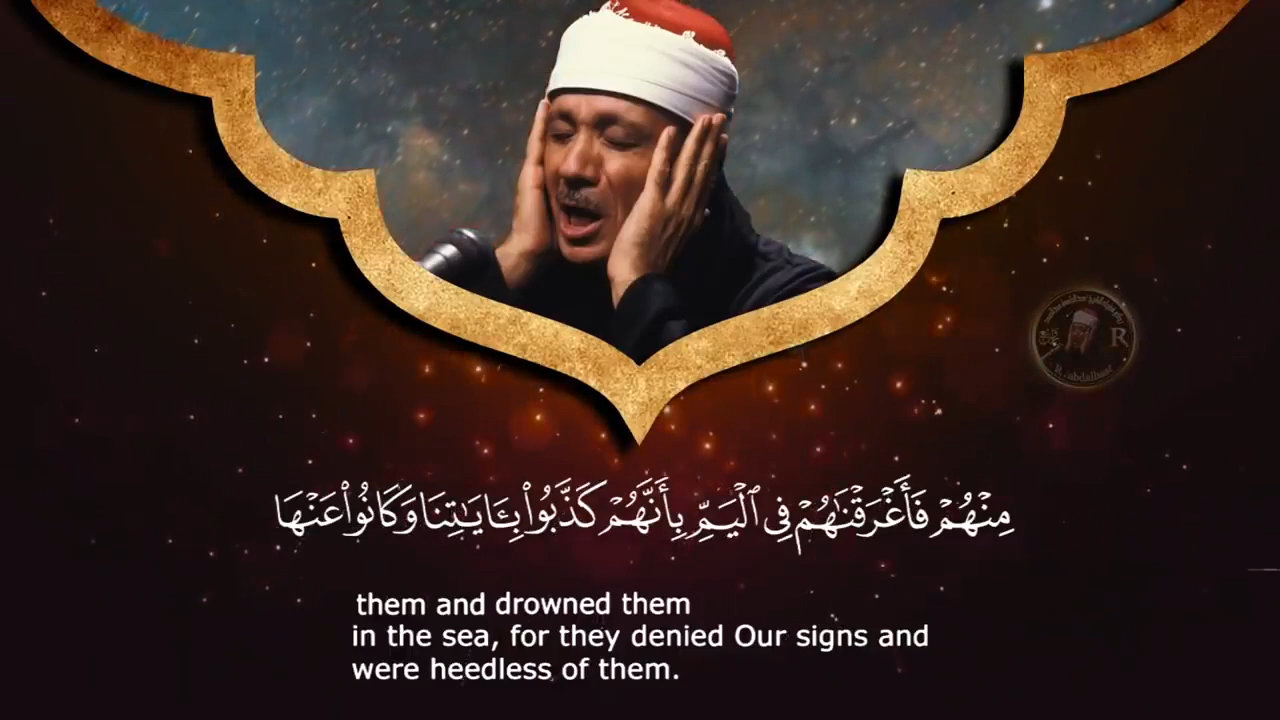 مِنْهُمْ فَأَغْرَقْنَٰهُمْ فِى ٱلْيَمِّ بِأَنَّهُمْ كَذَّبُوا۟ بِـَٔايَٰتِنَا وَكَانُوا۟ عَنْهَا
them and drowned them
in the sea, for they denied Our signs and
were heedless of them.
R